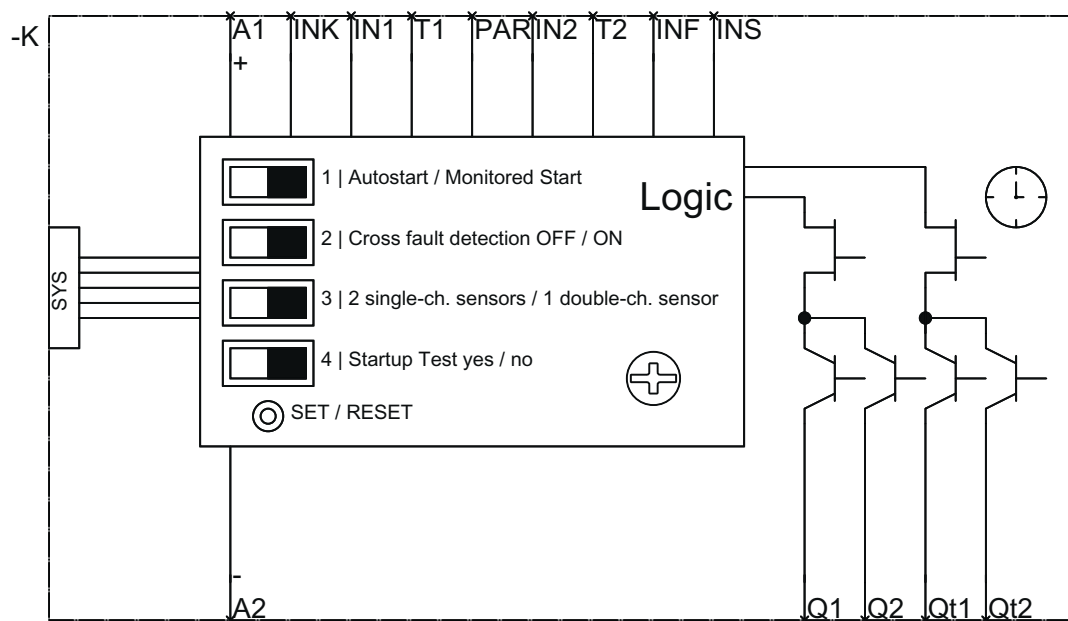 -K
A1 INK IN1 T1 PAR IN2 T2 INF INS
+
1 | Autostart / Monitored Start
Logic
2 | Cross fault detection OFF / ON
SYS
3 | 2 single-ch. sensors / 1 double-ch. sensor
4 | Startup Test yes / no
SET / RESET
-
A2 Q1 Q2 Qt1 Qt2